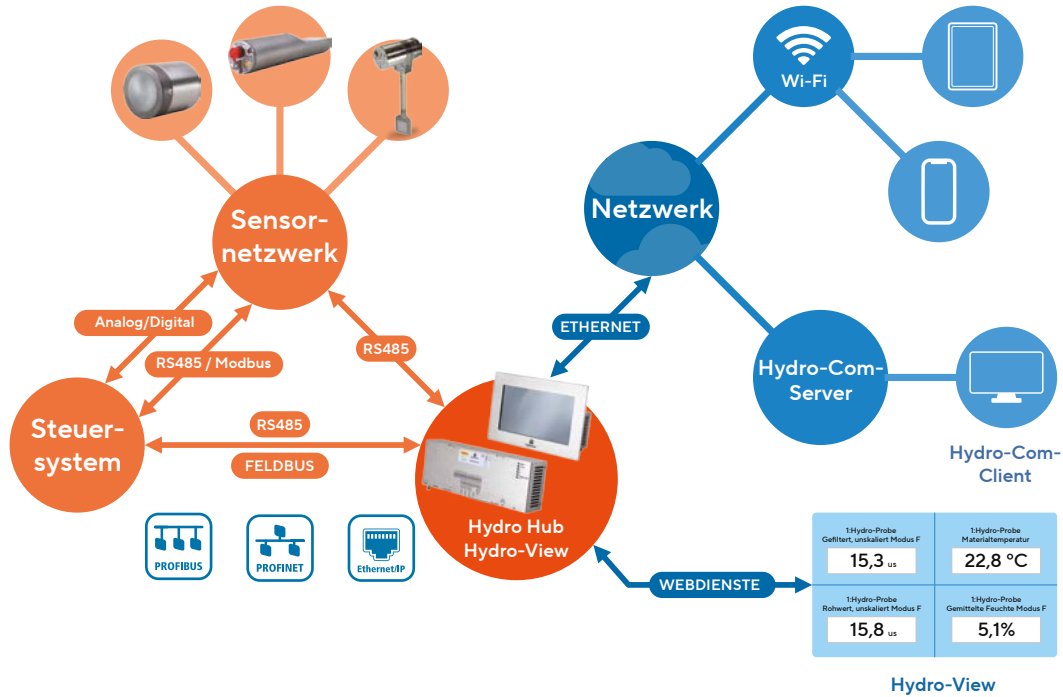 Wi-Fi
Sensor-
netzwerk
Netzwerk
Analog/Digital
RS485 / Modbus
RS485
ETHERNET
Hydro-Com-
Server
Steuer-
system
RS485
FELDBUS
Hydro-Com-
Client
Hydro Hub
Hydro-View
PROFIBUS
PROFINET
Ethernet/IP
WEBDIENSTE
1:Hydro-Probe
Gefiltert, unskaliert Modus F
15,3 us
1:Hydro-Probe
Materialtemperatur
22,8 °C
1:Hydro-Probe
Rohwert, unskaliert Modus F
15,8 us
1:Hydro-Probe
Gemittelte Feuchte Modus F
5,1%
Hydro-View